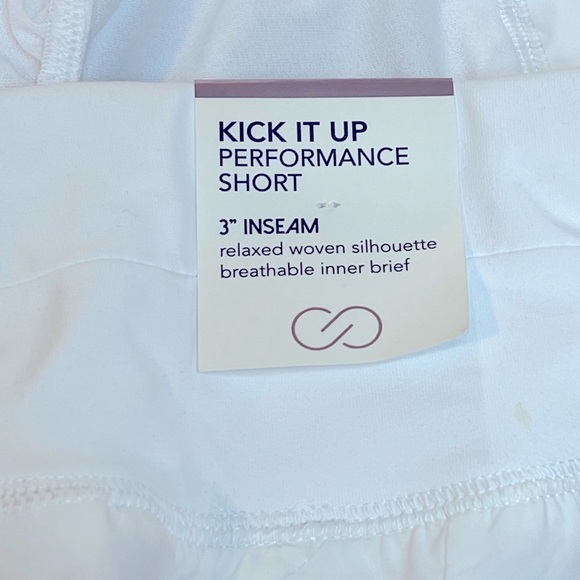 KICK IT UP
PERFORMANCE
SHORT
3" INSEAM
relaxed woven silhouette
breathable inner brief